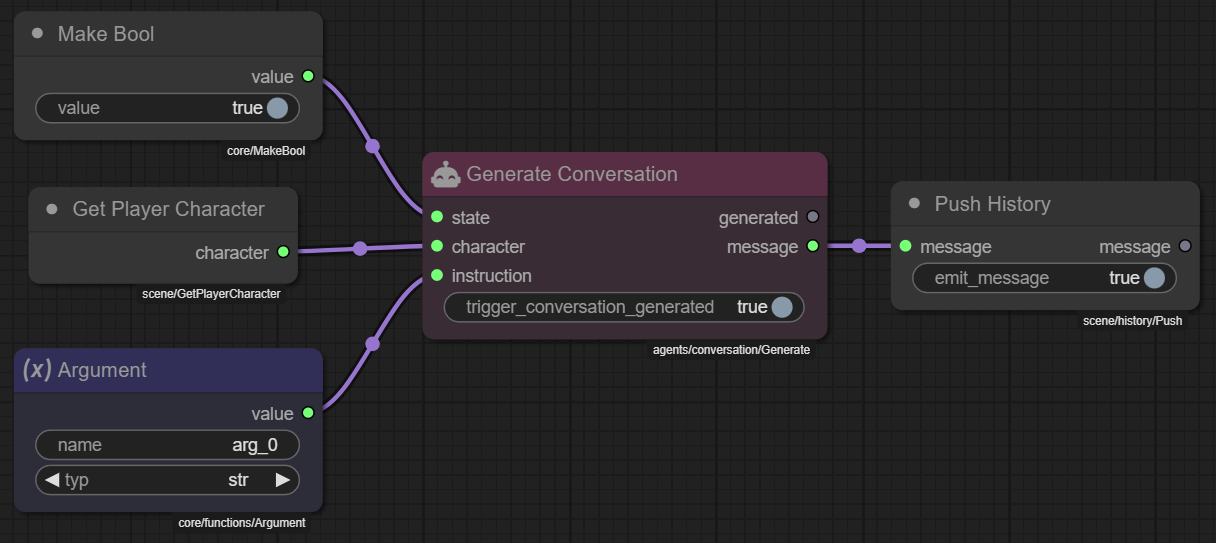 Make Bool
value
value true
core/MakeBool
Get Player Character
character
scene/GetPlayerCharacter
(x) Argument
value
name arg_0
typ str
core/functions/Argument
Generate Conversation
state generated
character message
instruction
trigger_conversation_generated true
agents/conversation/Generate
Push History
message message
emit_message true
scene/history/Push